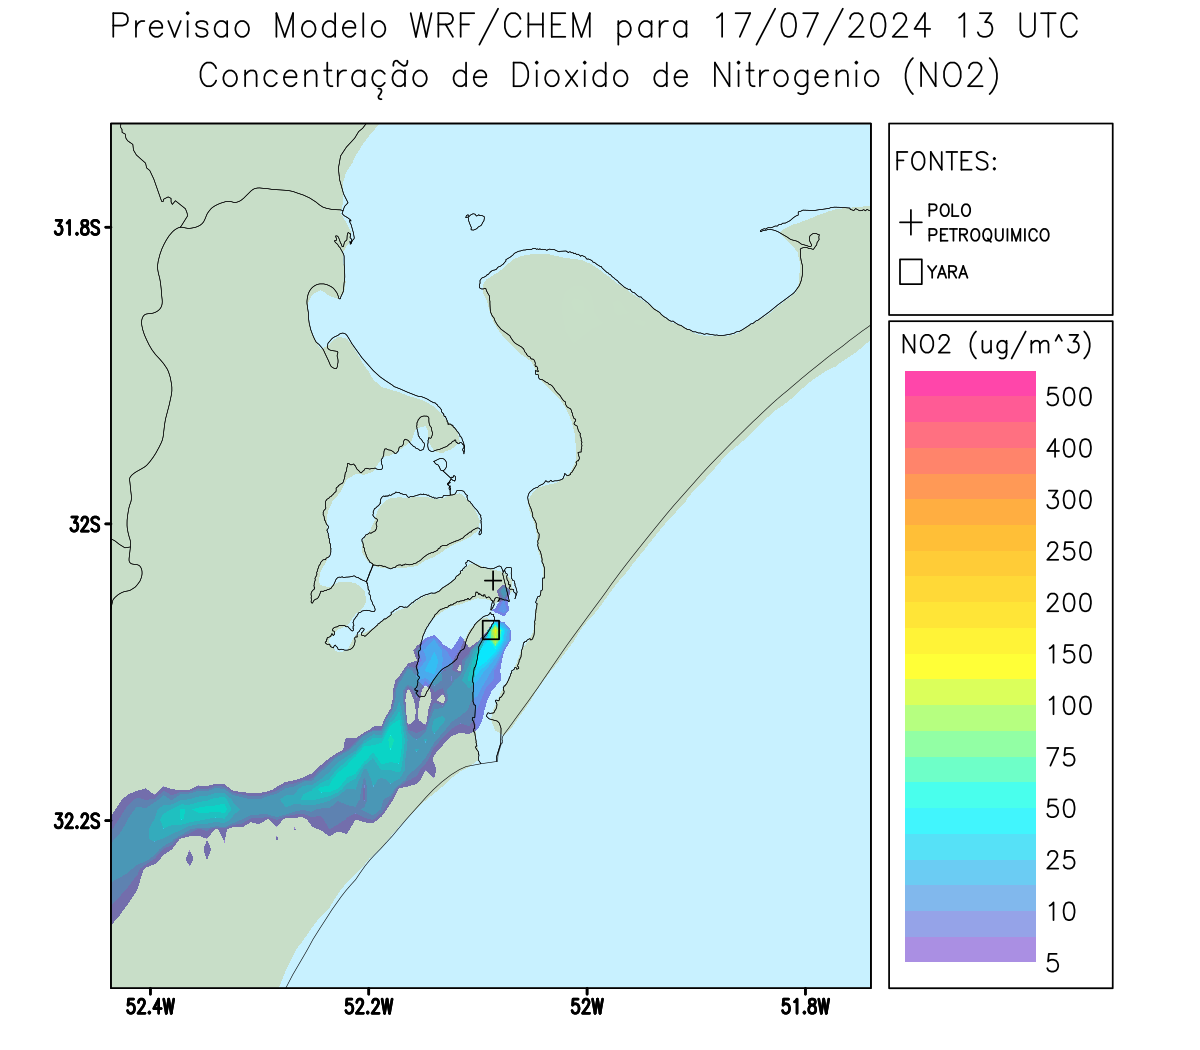 Previsao Modelo WRF/CHEM para 17/07/2024 13 UTC
Concentração de Dioxido de Nitrogenio (NO2)
FONTES:
POLO
PETROQUIMICO
YARA
NO2 (ug/m^3)
500
400
300
250
200
150
100
75
50
25
10
5
31.8S
32S
32.2S
52.4W
52.2W
52W
51.8W